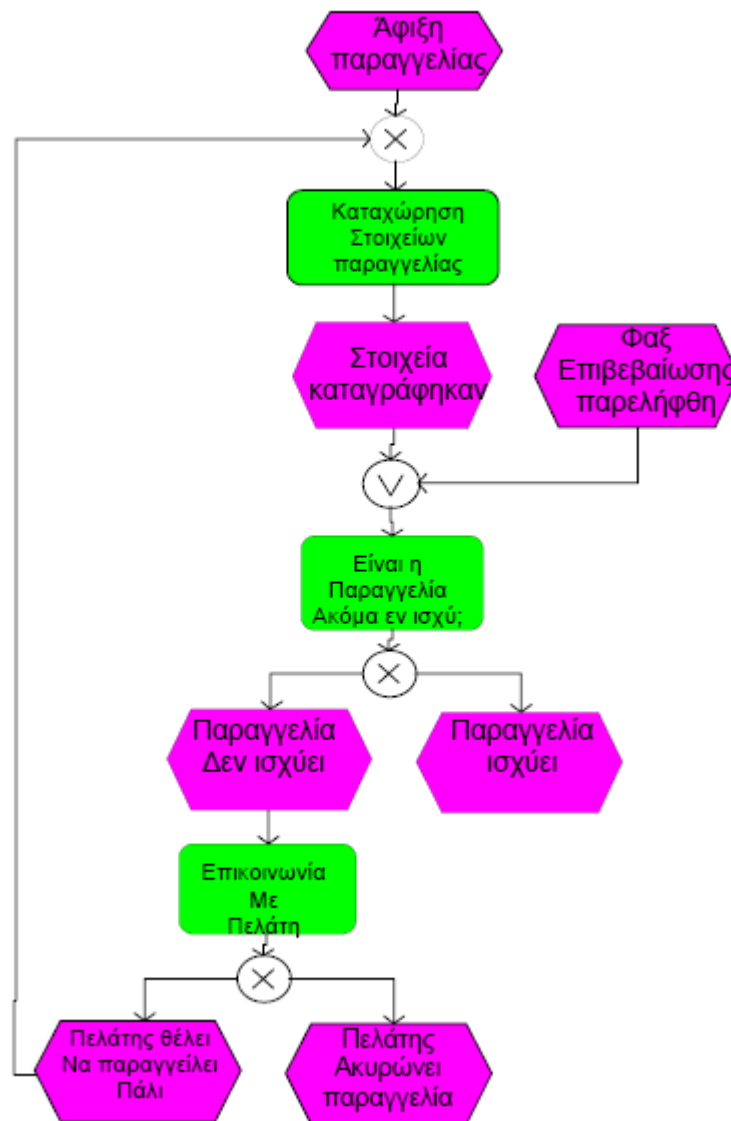 Άφιξη
παραγγελίας
Καταχώρηση
Στοιχείων
παραγγελίας
Στοιχεία
καταγράφηκαν
Φαξ
Επιβεβαίωσης
παρελήφθη
Είναι η
Παραγγελία
Ακόμα εν ισχύ;
Παραγγελία
Δεν ισχύει
Παραγγελία
ισχύει
Επικοινωνία
Με
Πελάτη
Πελάτης θέλει
Να παραγγείλει
Πάλι
Πελάτης
Ακυρώνει
παραγγελία